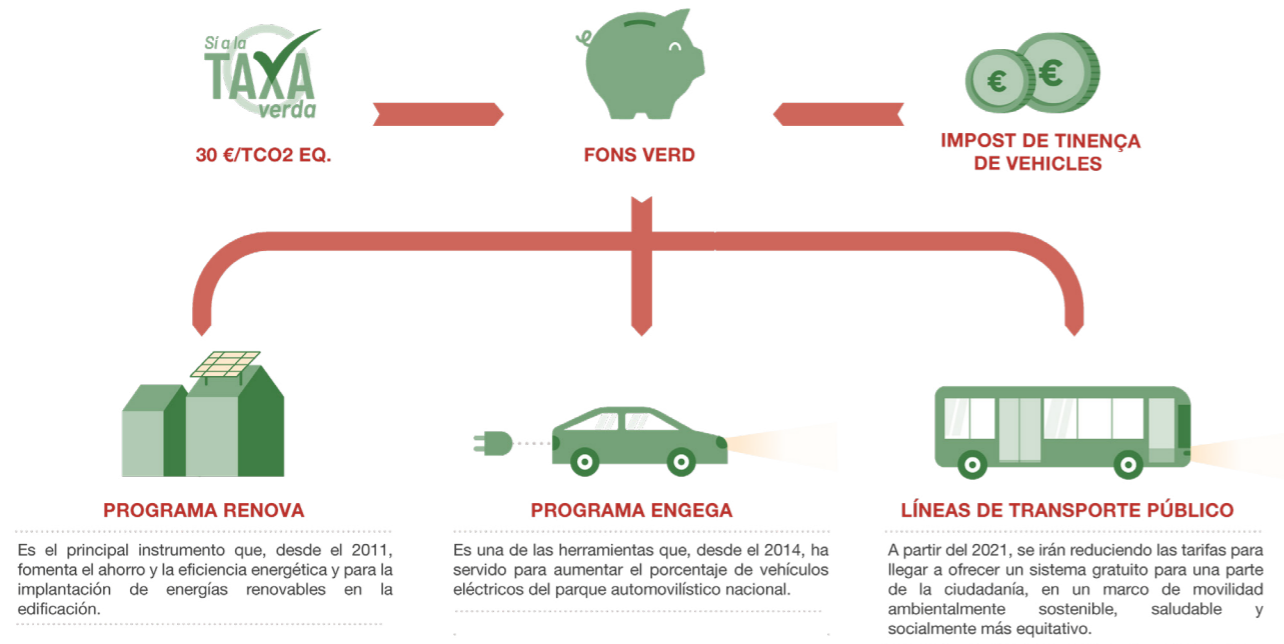 Sí a la
TAXA
verda
30 €/TCO2 EQ.
FONS VERD
€
€
IMPOST DE TINENÇA
DE VEHICLES
PROGRAMA RENOVA
Es el principal instrumento que, desde el 2011,
fomenta el ahorro y la eficiencia energética y para la
implantación de energías renovables en la
edificación.
PROGRAMA ENGEGA
Es una de las herramientas que, desde el 2014, ha
servido para aumentar el porcentaje de vehículos
eléctricos del parque automovilístico nacional.
LÍNEAS DE TRANSPORTE PÚBLICO
A partir del 2021, se irán reduciendo las tarifas para
llegar a ofrecer un sistema gratuito para una parte
de la ciudadanía, en un marco de movilidad
ambientalmente sostenible, saludable y
socialmente más equitativo.